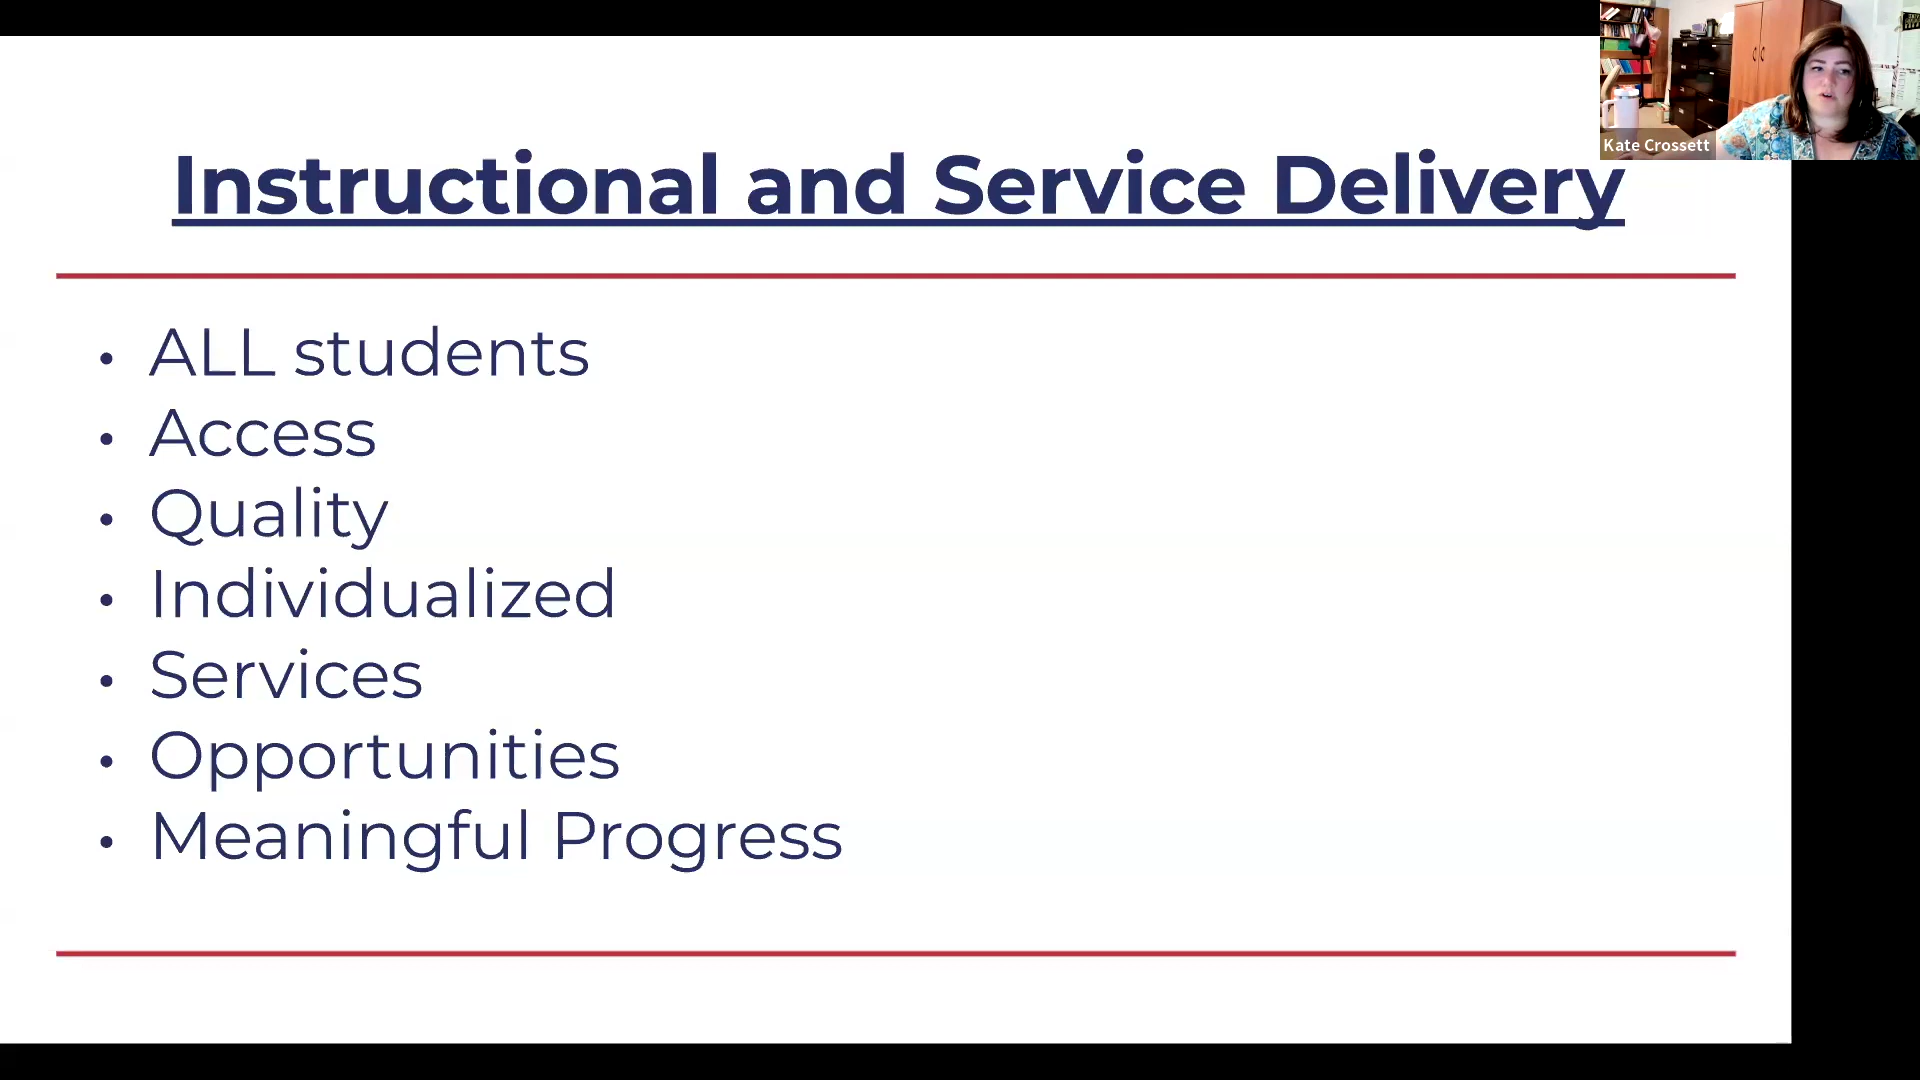 Kate Crossett
Instructional and Service Delivery
• ALL students
• Access
• Quality
• Individualized
• Services
• Opportunities
• Meaningful Progress